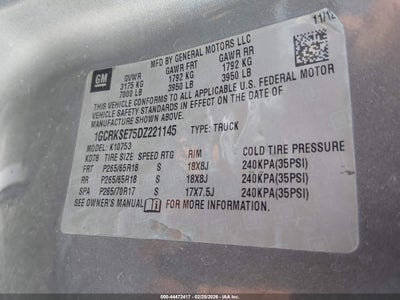 GM
11/12
MFD BY GENERAL MOTORS LLC
GVWR GAWR FRT GAWR RR
3175 KG 1792 KG 1792 KG
7000 LB 3950 LB 3950 LB
THIS VEHICLE CONFORMS TO ALL APPLICABLE U.S. FEDERAL MOTOR
VEHICLE SAFETY STANDARDS IN EFFECT ON THE DATE OF
MANUFACTURE SHOWN ABOVE.
1GCRKSE75DZ221145 TYPE: TRUCK
MODEL: K10753
KD78 TIRE SIZE SPEED RTG RIM COLD TIRE PRESSURE
FRT P265/65R18 S 18X8J 240KPA(35PSI)
RR P265/65R18 S 18X8J 240KPA(35PSI)
SPA P265/70R17 S 17X7.5J 240KPA(35PSI)
SEE OWNER'S MANUAL FOR MORE INFORMATION.
000-44472417 - 02/20/2026 - IAA Inc.